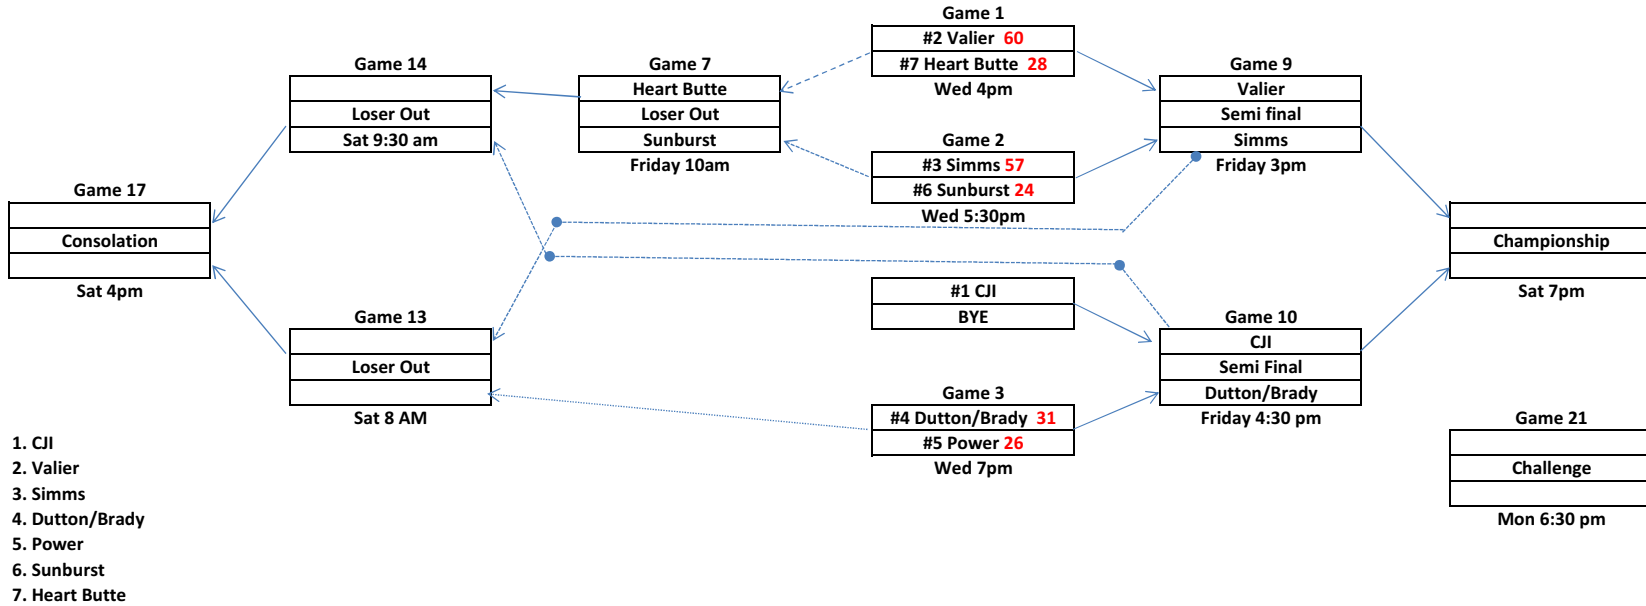 Game 1
#2 Valier 60
#7 Heart Butte 28
Wed 4pm
Game 14
Loser Out
Sat 9:30 am
Game 7
Heart Butte
Loser Out
Sunburst
Friday 10am
Game 9
Valier
Semi final
Simms
Friday 3pm
Game 2
#3 Simms 57
#6 Sunburst 24
Wed 5:30pm
Game 17
Consolation
Sat 4pm
Championship
Sat 7pm
#1 CJI
BYE
Game 13
Loser Out
Sat 8 AM
Game 10
CJI
Semi Final
Dutton/Brady
Friday 4:30 pm
Game 3
#4 Dutton/Brady 31
#5 Power 26
Wed 7pm
Game 21
Challenge
Mon 6:30 pm
1. CJI
2. Valier
3. Simms
4. Dutton/Brady
5. Power
6. Sunburst
7. Heart Butte